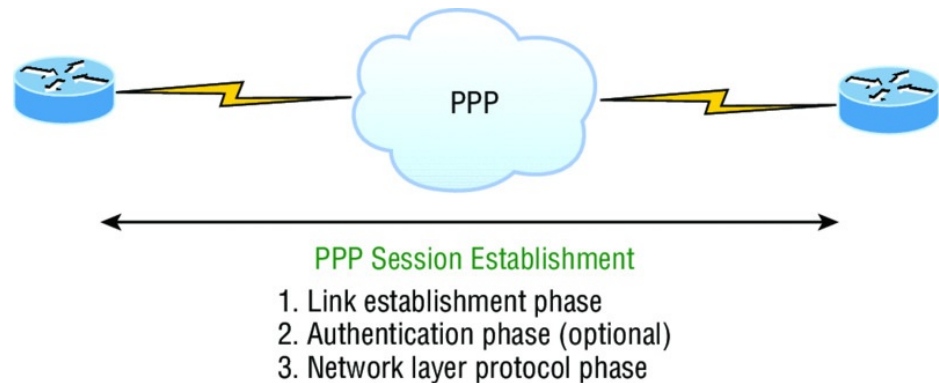 PPP
PPP Session Establishment
1. Link establishment phase
2. Authentication phase (optional)
3. Network layer protocol phase